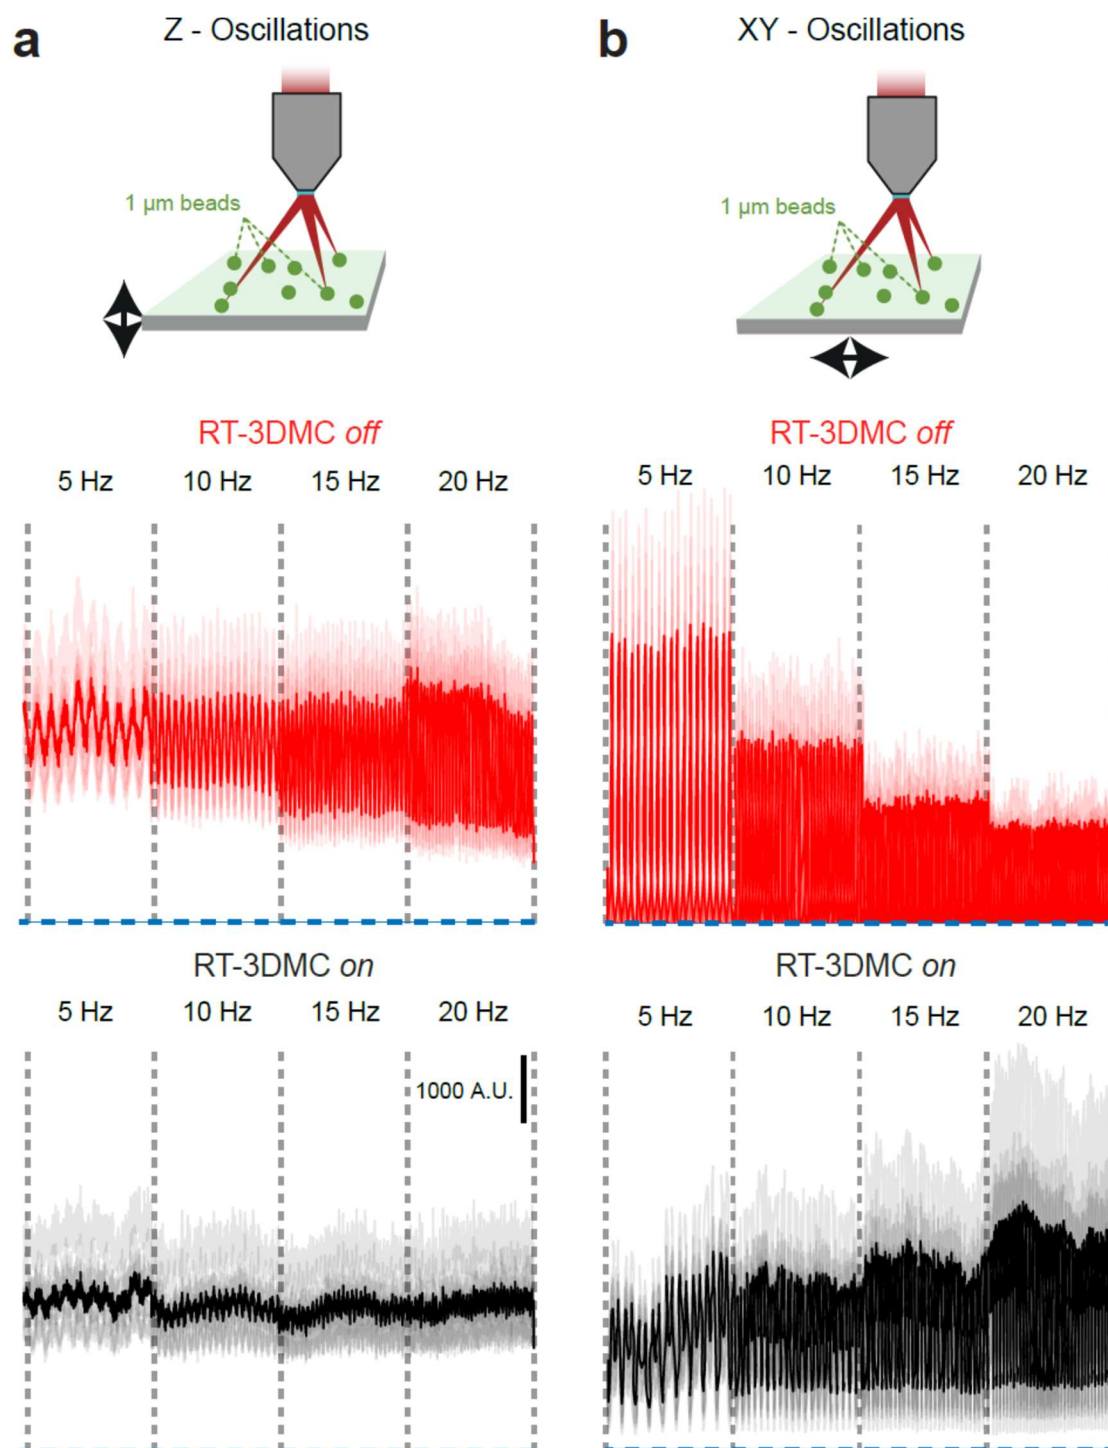 a
Z - Oscillations
1 µm beads
RT-3DMC off
5 Hz 10 Hz 15 Hz 20 Hz
RT-3DMC on
5 Hz 10 Hz 15 Hz 20 Hz
1000 A.U.
b
XY - Oscillations
1 µm beads
RT-3DMC off
5 Hz 10 Hz 15 Hz 20 Hz
RT-3DMC on
5 Hz 10 Hz 15 Hz 20 Hz